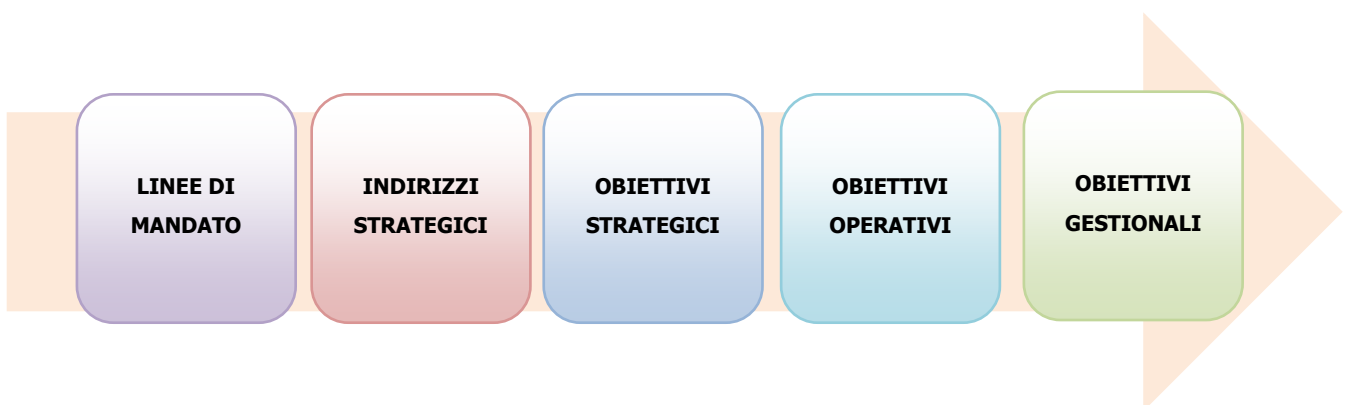 LINEE DI
MANDATO
INDIRIZZI
STRATEGICI
OBIETTIVI
STRATEGICI
OBIETTIVI
OPERATIVI
OBIETTIVI
GESTIONALI